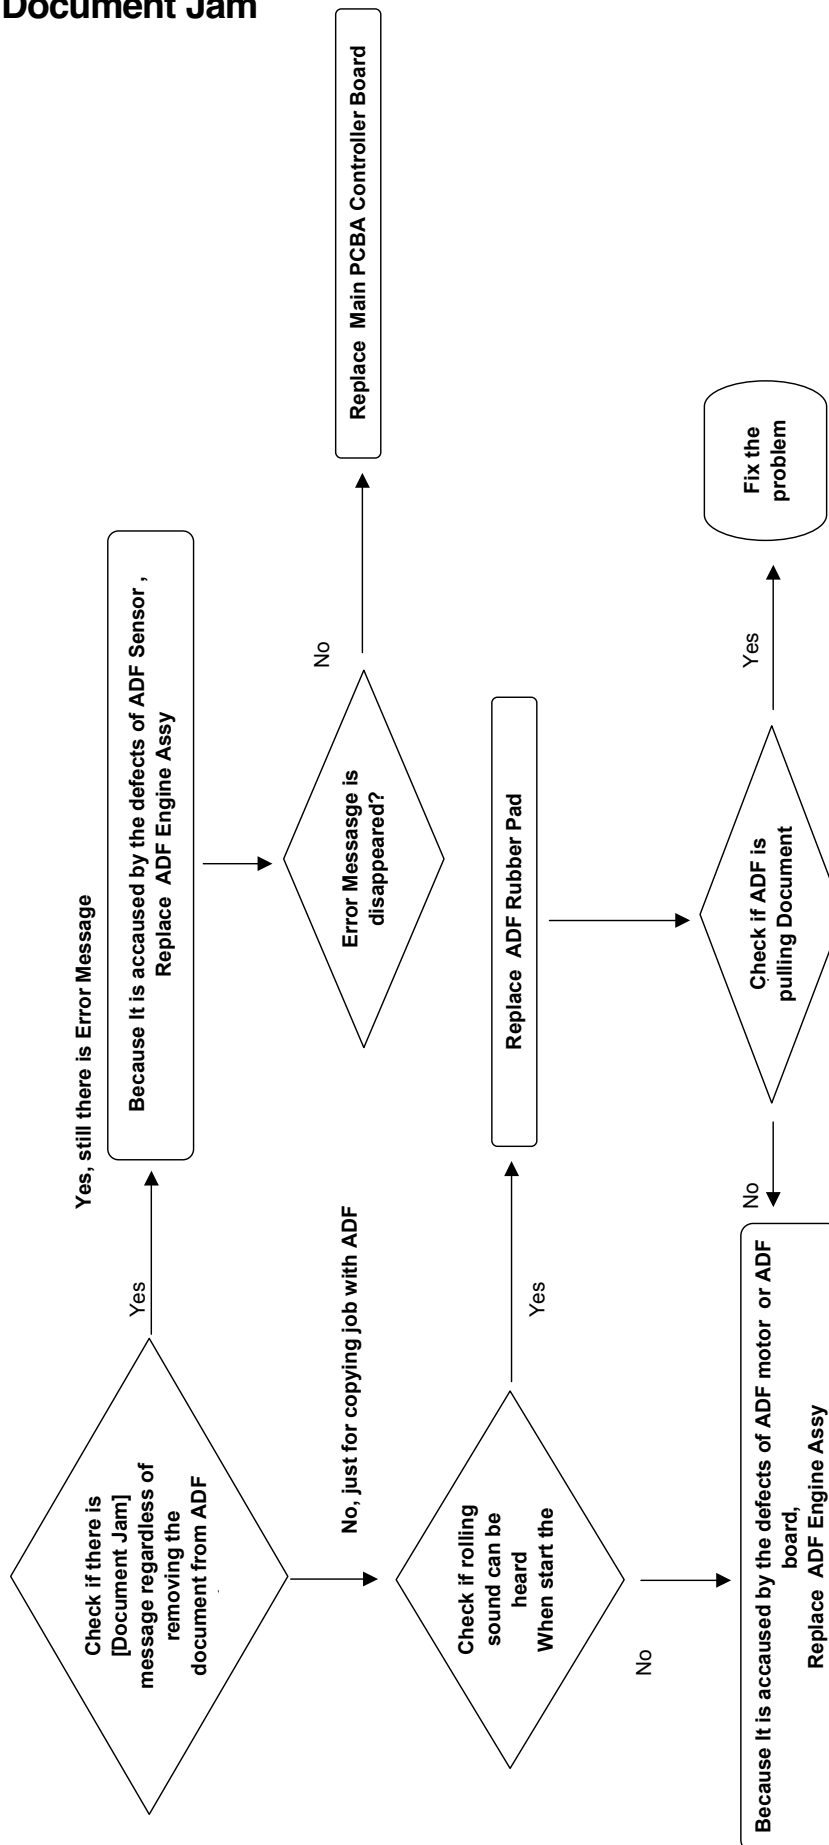 Document Jam
Check if there is
[Document Jam]
message regardless of
removing the
document from ADF
Yes
Yes, still there is Error Message
Because It is accaused by the defects of ADF Sensor ,
Replace ADF Engine Assy
Error Messasge is
disappeared?
No
Replace Main PCBA Controller Board
No, just for copying job with ADF
Check if rolling
sound can be
heard
When start the
Yes
Replace ADF Rubber Pad
Check if ADF is
pulling Document
Yes
Fix the
problem
No
No
Because It is accaused by the defects of ADF motor or ADF
board,
Replace ADF Engine Assy